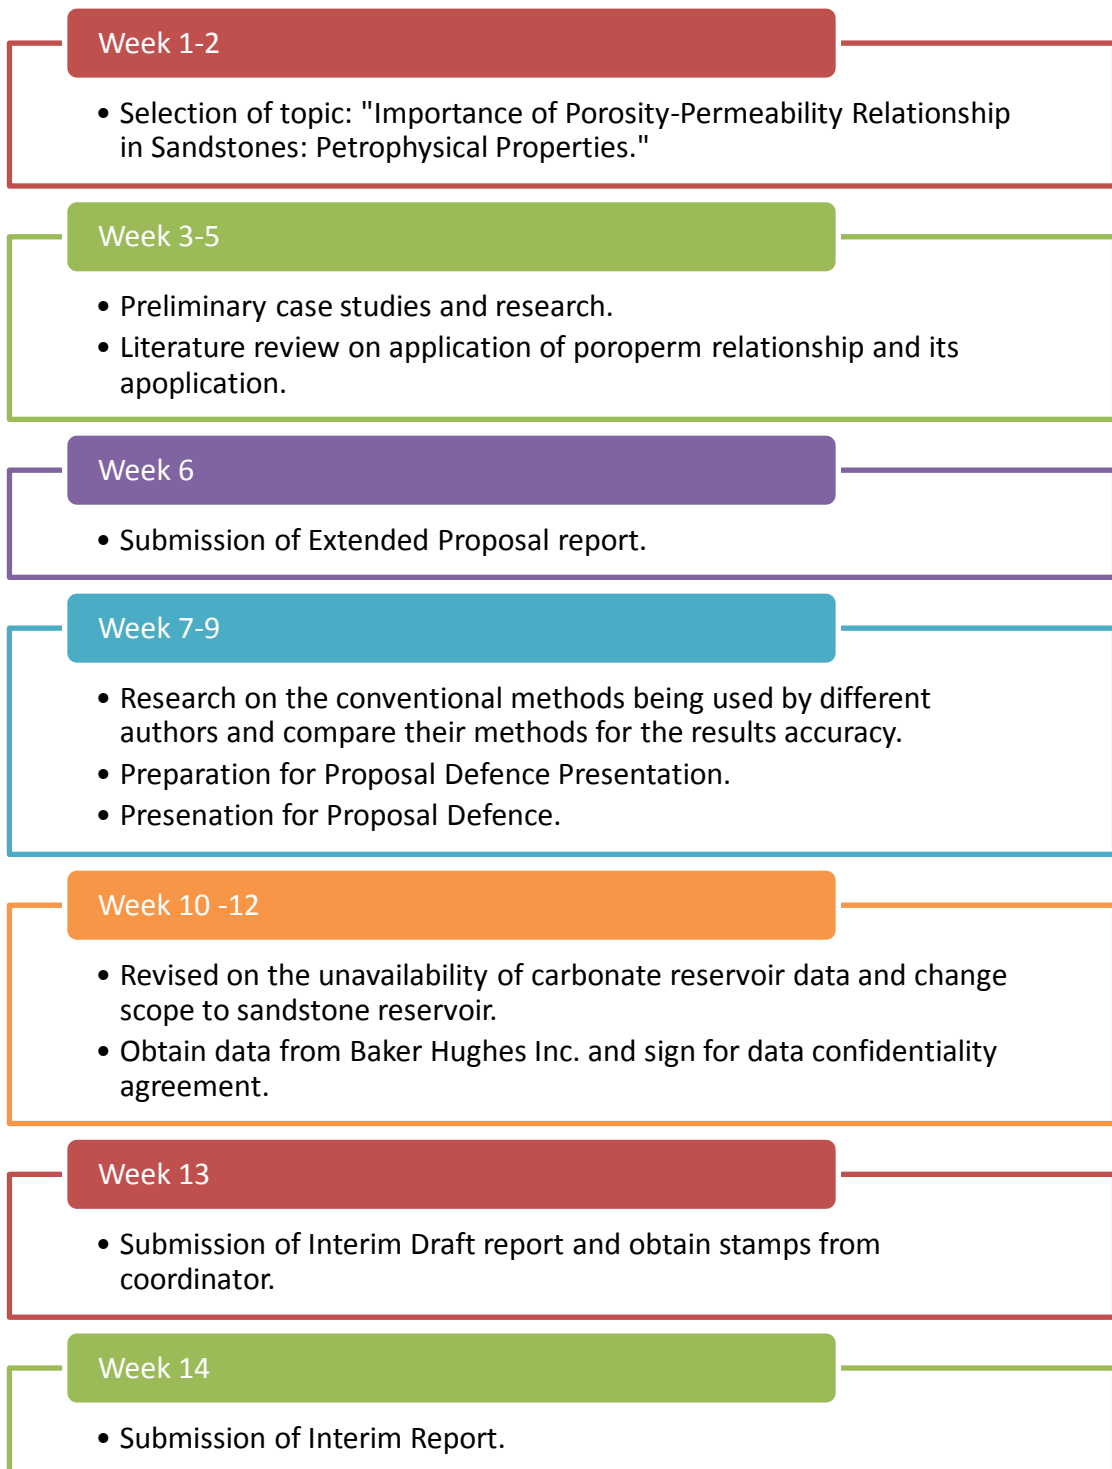 Week 1-2
• Selection of topic: "Importance of Porosity-Permeability Relationship
in Sandstones: Petrophysical Properties."
Week 3-5
• Preliminary case studies and research.
• Literature review on application of poroperm relationship and its
apoplication.
Week 6
• Submission of Extended Proposal report.
Week 7-9
• Research on the conventional methods being used by different
authors and compare their methods for the results accuracy.
• Preparation for Proposal Defence Presentation.
• Presenation for Proposal Defence.
Week 10 -12
• Revised on the unavailability of carbonate reservoir data and change
scope to sandstone reservoir.
• Obtain data from Baker Hughes Inc. and sign for data confidentiality
agreement.
Week 13
• Submission of Interim Draft report and obtain stamps from
coordinator.
Week 14
• Submission of Interim Report.